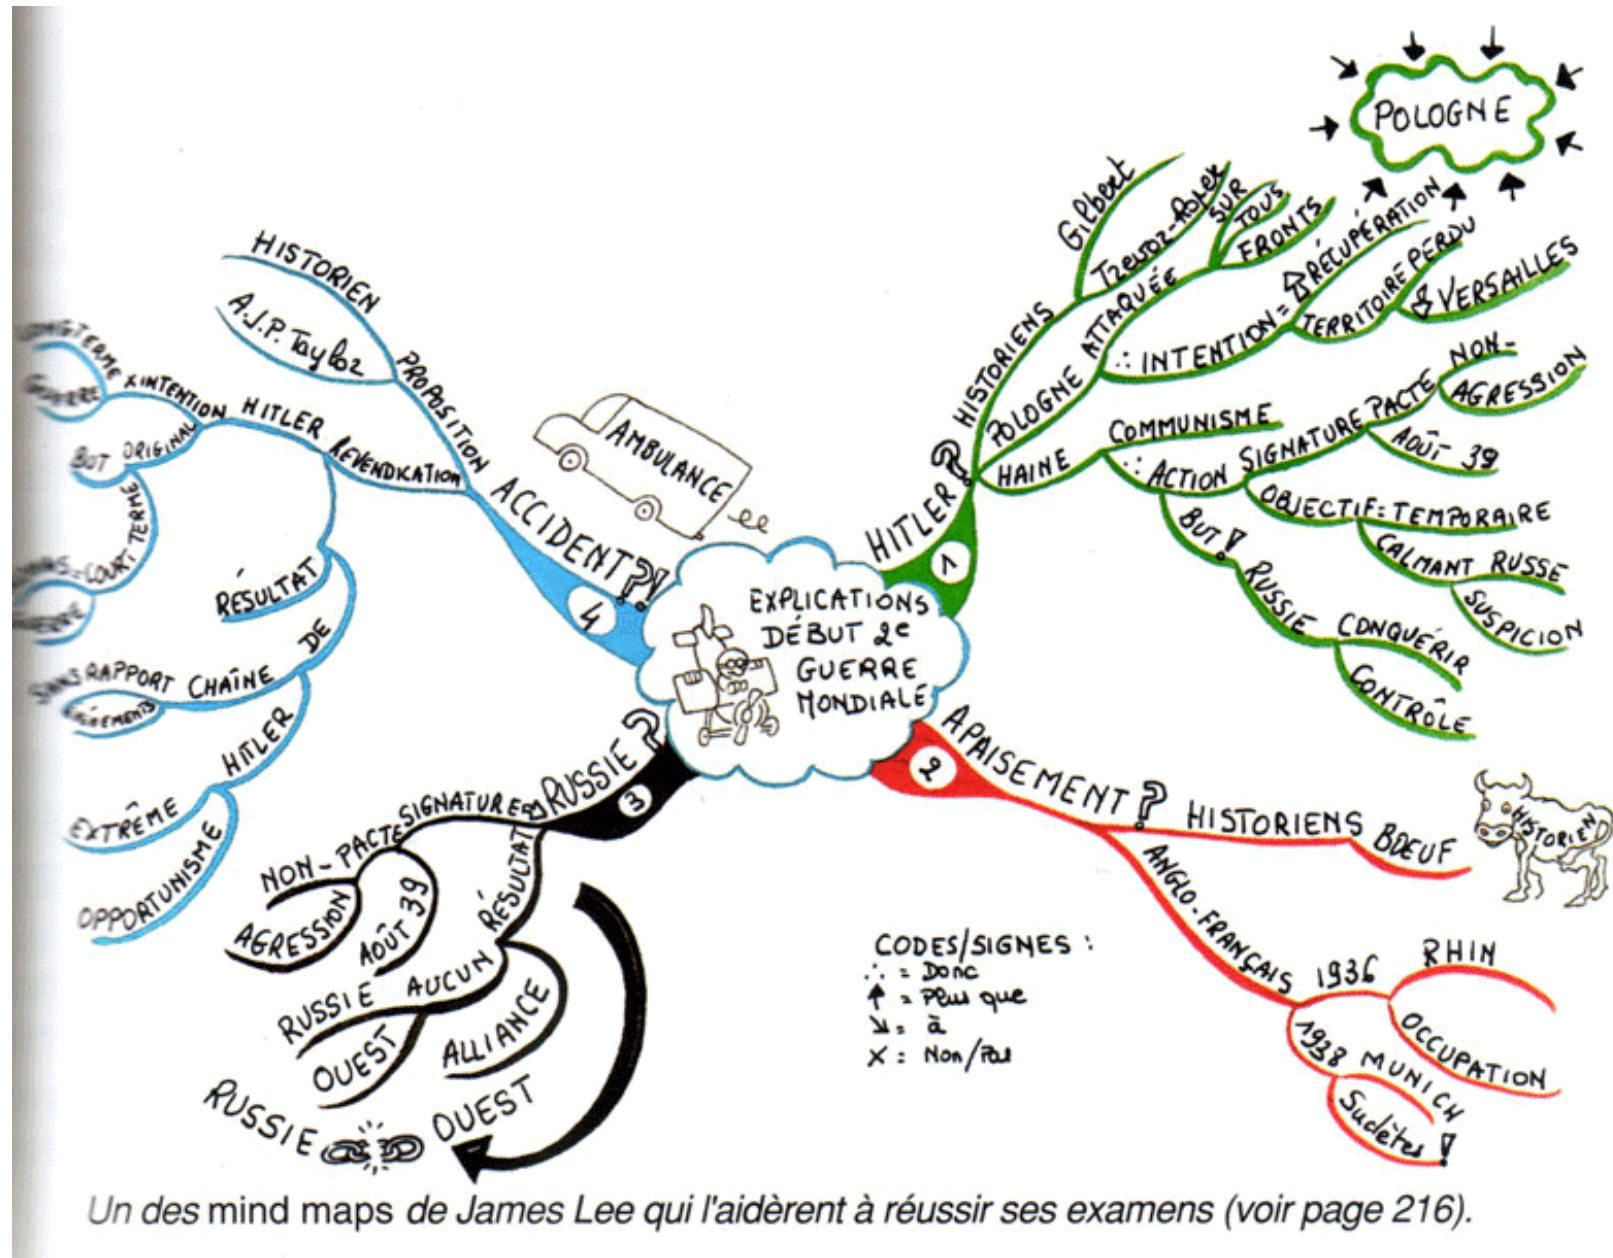 EXPLICATIONS
DÉBUT 2e
GUERRE
MONDIALE
1
HITLER?
HISTORIENS
Gilbert
Trevor-Roper
POLOGNE ATTAQUÉE
SUR
TOUS
FRONTS
∴ INTENTION =
RÉCUPÉRATION
TERRITOIRE PERDU
VERSAILLES
POLOGNE
HAINE
COMMUNISME
∴ ACTION
SIGNATURE PACTE
NON-
AGRESSION
AOÛT 39
OBJECTIF = TEMPORAIRE
CALMANT RUSSE
SUSPICION
BUT!
RUSSIE
CONQUÉRIR
CONTRÔLE
2
APAISEMENT?
HISTORIENS
BŒUF
HISTORIEN
ANGLO-FRANÇAIS
1936
RHIN
OCCUPATION
1938 MUNICH
Sudètes!
3
RUSSIE?
SIGNATURE
PACTE
NON-
AGRESSION
AOÛT 39
RÉSULTAT
AUCUN
RUSSIE
OUEST
ALLIANCE
RUSSIE
OUEST
4
ACCIDENT?!
AMBULANCE
PROPOSITION
HISTORIEN
A.J.P. Taylor
REVENDICATION
HITLER
x INTENTION
LONG TERME
GUERRE
BUT ORIGINAL
COURT TERME
RÉSULTAT
DE
CHAÎNE
SANS RAPPORT
ÉVÉNEMENTS
HITLER
EXTRÊME
OPPORTUNISME
CODES/SIGNES :
∴ = Donc
↑ = Plus que
↘ = à
X = Non/Pas
Un des mind maps de James Lee qui l'aidèrent à réussir ses examens (voir page 216).